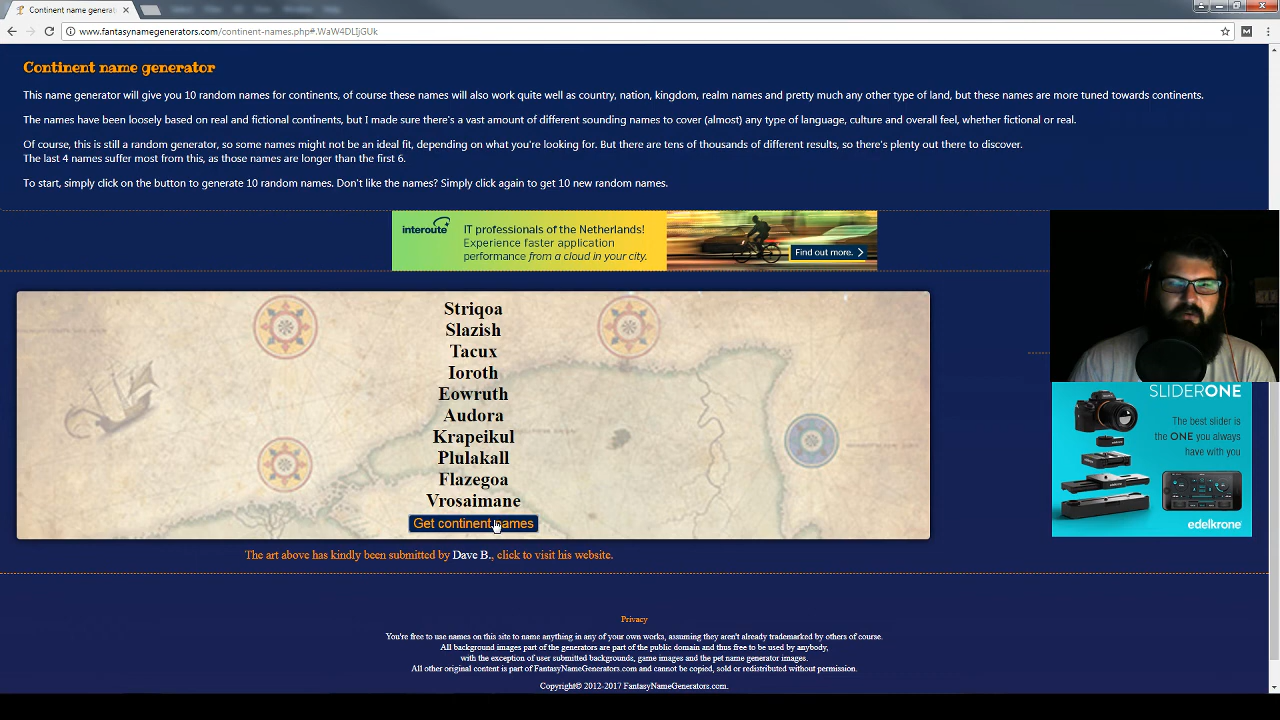 Continent name generat
www.fantasynamegenerators.com/continent-names.php#.WaW4DLIjGUk
Continent name generator
This name generator will give you 10 random names for continents, of course these names will also work quite well as country, nation, kingdom, realm names and pretty much any other type of land, but these names are more tuned towards continents.
The names have been loosely based on real and fictional continents, but I made sure there's a vast amount of different sounding names to cover (almost) any type of language, culture and overall feel, whether fictional or real.
Of course, this is still a random generator, so some names might not be an ideal fit, depending on what you're looking for. But there are tens of thousands of different results, so there's plenty out there to discover.
The last 4 names suffer most from this, as those names are longer than the first 6.
To start, simply click on the button to generate 10 random names. Don't like the names? Simply click again to get 10 new random names.
interoute
IT professionals of the Netherlands!
Experience faster application
performance from a cloud in your city.
Find out more.
Striqoa
Slazish
Tacux
Ioroth
Eowruth
Audora
Krapeikul
Plulakall
Flazegoa
Vrosaimane
Get continent names
The art above has kindly been submitted by Dave B., click to visit his website.
SLIDERONE
The best slider is
the ONE you always
have with you
edelkrone
Privacy
You're free to use names on this site to name anything in any of your own works, assuming they aren't already trademarked by others of course.
All background images part of the generators are part of the public domain and thus free to be used by anybody,
with the exception of user submitted backgrounds, game images and the pet name generator images.
All other original content is part of FantasyNameGenerators.com and cannot be copied, sold or redistributed without permission.
Copyright© 2012-2017 FantasyNameGenerators.com.